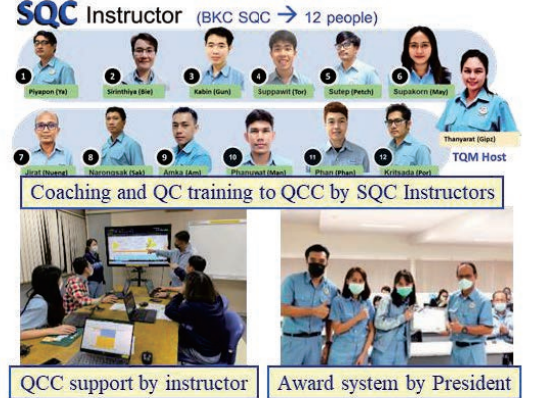 SQC Instructor (BKC SQC → 12 people)
1 Piyapon (Ya)
2 Sirinthiya (Bie)
3 Kabin (Gun)
4 Suppawit (Tor)
5 Sutep (Petch)
6 Supakorn (May)
Thanyarat (Gipz)
TQM Host
7 Jirat (Nueng)
8 Narongsak (Sak)
9 Amka (Am)
10 Phanuwat (Man)
11 Phan (Phan)
12 Kritsada (Por)
Coaching and QC training to QCC by SQC Instructors
QCC support by instructor
Award system by President